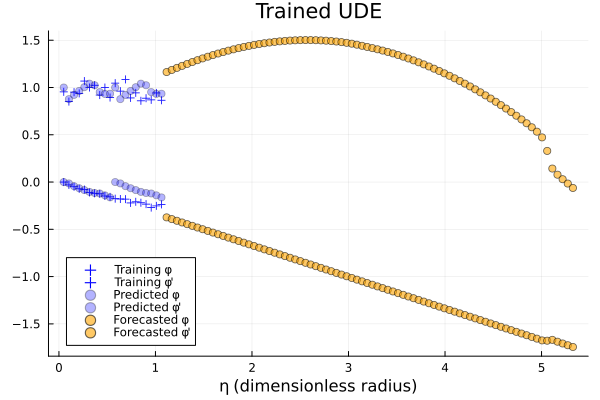 Trained UDE
1.5
1.0
0.5
0.0
−0.5
−1.0
−1.5
Training φ
Training φ'
Predicted φ
Predicted φ'
Forecasted φ
Forecasted φ'
0 1 2 3 4 5
η (dimensionless radius)